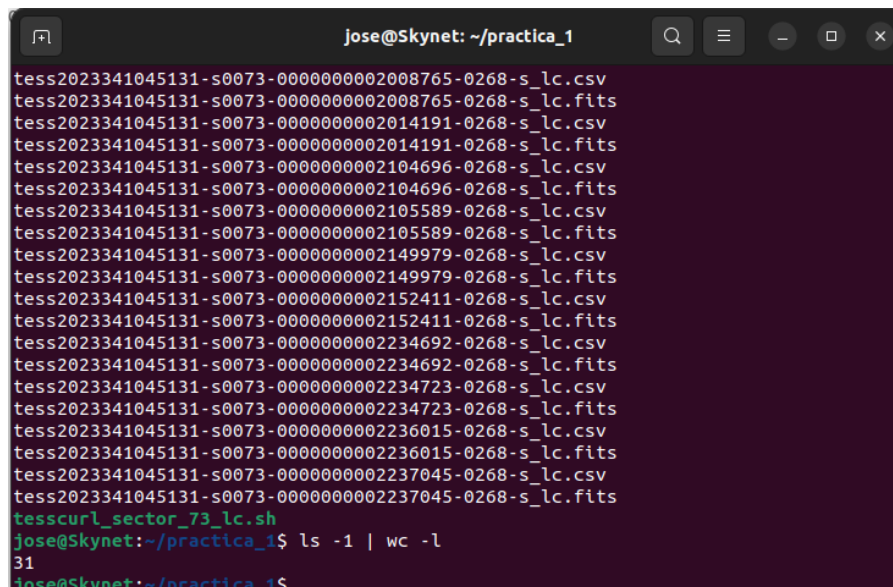 jose@Skynet: ~/practica_1
tess2023341045131-s0073-0000000002008765-0268-s_lc.csv
tess2023341045131-s0073-0000000002008765-0268-s_lc.fits
tess2023341045131-s0073-0000000002014191-0268-s_lc.csv
tess2023341045131-s0073-0000000002014191-0268-s_lc.fits
tess2023341045131-s0073-0000000002104696-0268-s_lc.csv
tess2023341045131-s0073-0000000002104696-0268-s_lc.fits
tess2023341045131-s0073-0000000002105589-0268-s_lc.csv
tess2023341045131-s0073-0000000002105589-0268-s_lc.fits
tess2023341045131-s0073-0000000002149979-0268-s_lc.csv
tess2023341045131-s0073-0000000002149979-0268-s_lc.fits
tess2023341045131-s0073-0000000002152411-0268-s_lc.csv
tess2023341045131-s0073-0000000002152411-0268-s_lc.fits
tess2023341045131-s0073-0000000002234692-0268-s_lc.csv
tess2023341045131-s0073-0000000002234692-0268-s_lc.fits
tess2023341045131-s0073-0000000002234723-0268-s_lc.csv
tess2023341045131-s0073-0000000002234723-0268-s_lc.fits
tess2023341045131-s0073-0000000002236015-0268-s_lc.csv
tess2023341045131-s0073-0000000002236015-0268-s_lc.fits
tess2023341045131-s0073-0000000002237045-0268-s_lc.csv
tess2023341045131-s0073-0000000002237045-0268-s_lc.fits
tesscurl_sector_73_lc.sh
jose@Skynet:~/practica_1$ ls -1 | wc -l
31
jose@Skynet:~/practica_1$